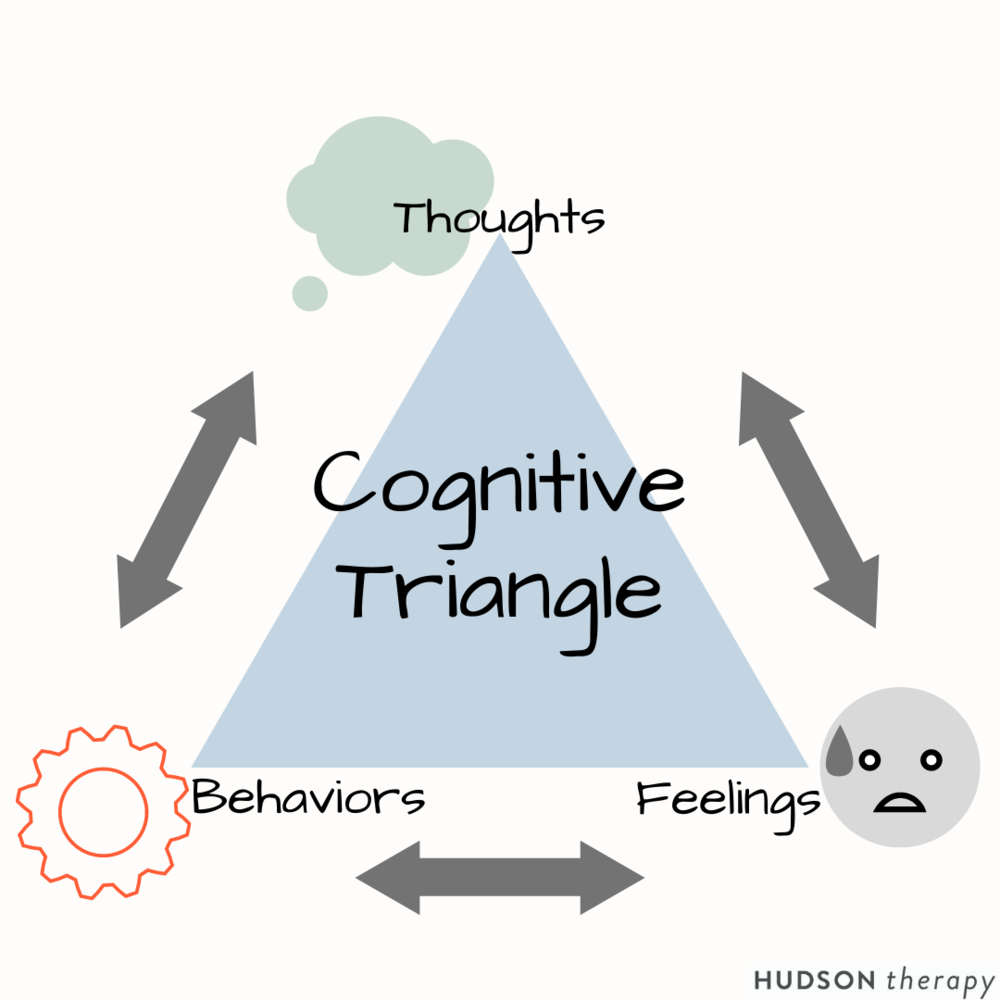 Thoughts
Cognitive
Triangle
Behaviors
Feelings
HUDSON therapy